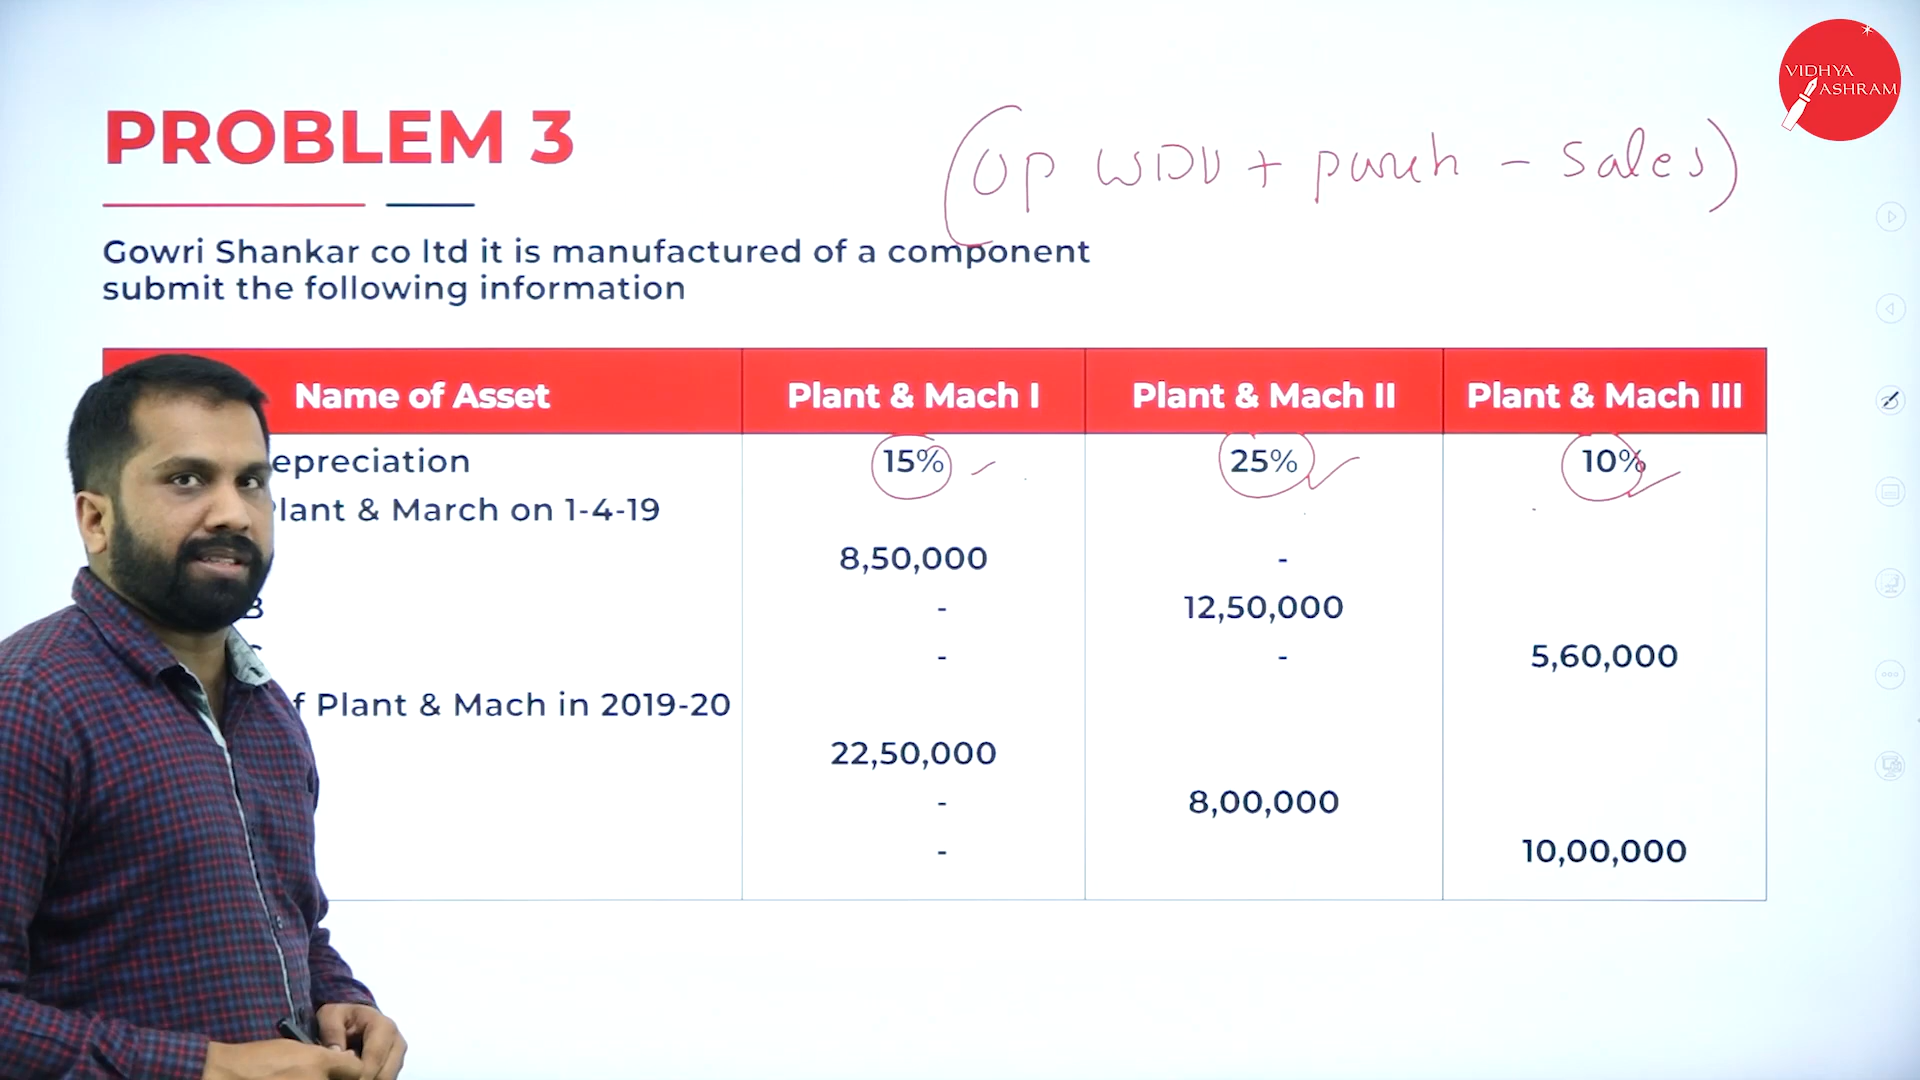 VIDHYA
ASHRAM
PROBLEM 3
(op WDV + purch - Sales)
Gowri Shankar co ltd it is manufactured of a component
submit the following information
Name of Asset Plant & Mach I Plant & Mach II Plant & Mach III
epreciation 15% 25% 10%
lant & March on 1-4-19
8,50,000 -
B - 12,50,000
- - 5,60,000
f Plant & Mach in 2019-20
22,50,000
- 8,00,000
- 10,00,000